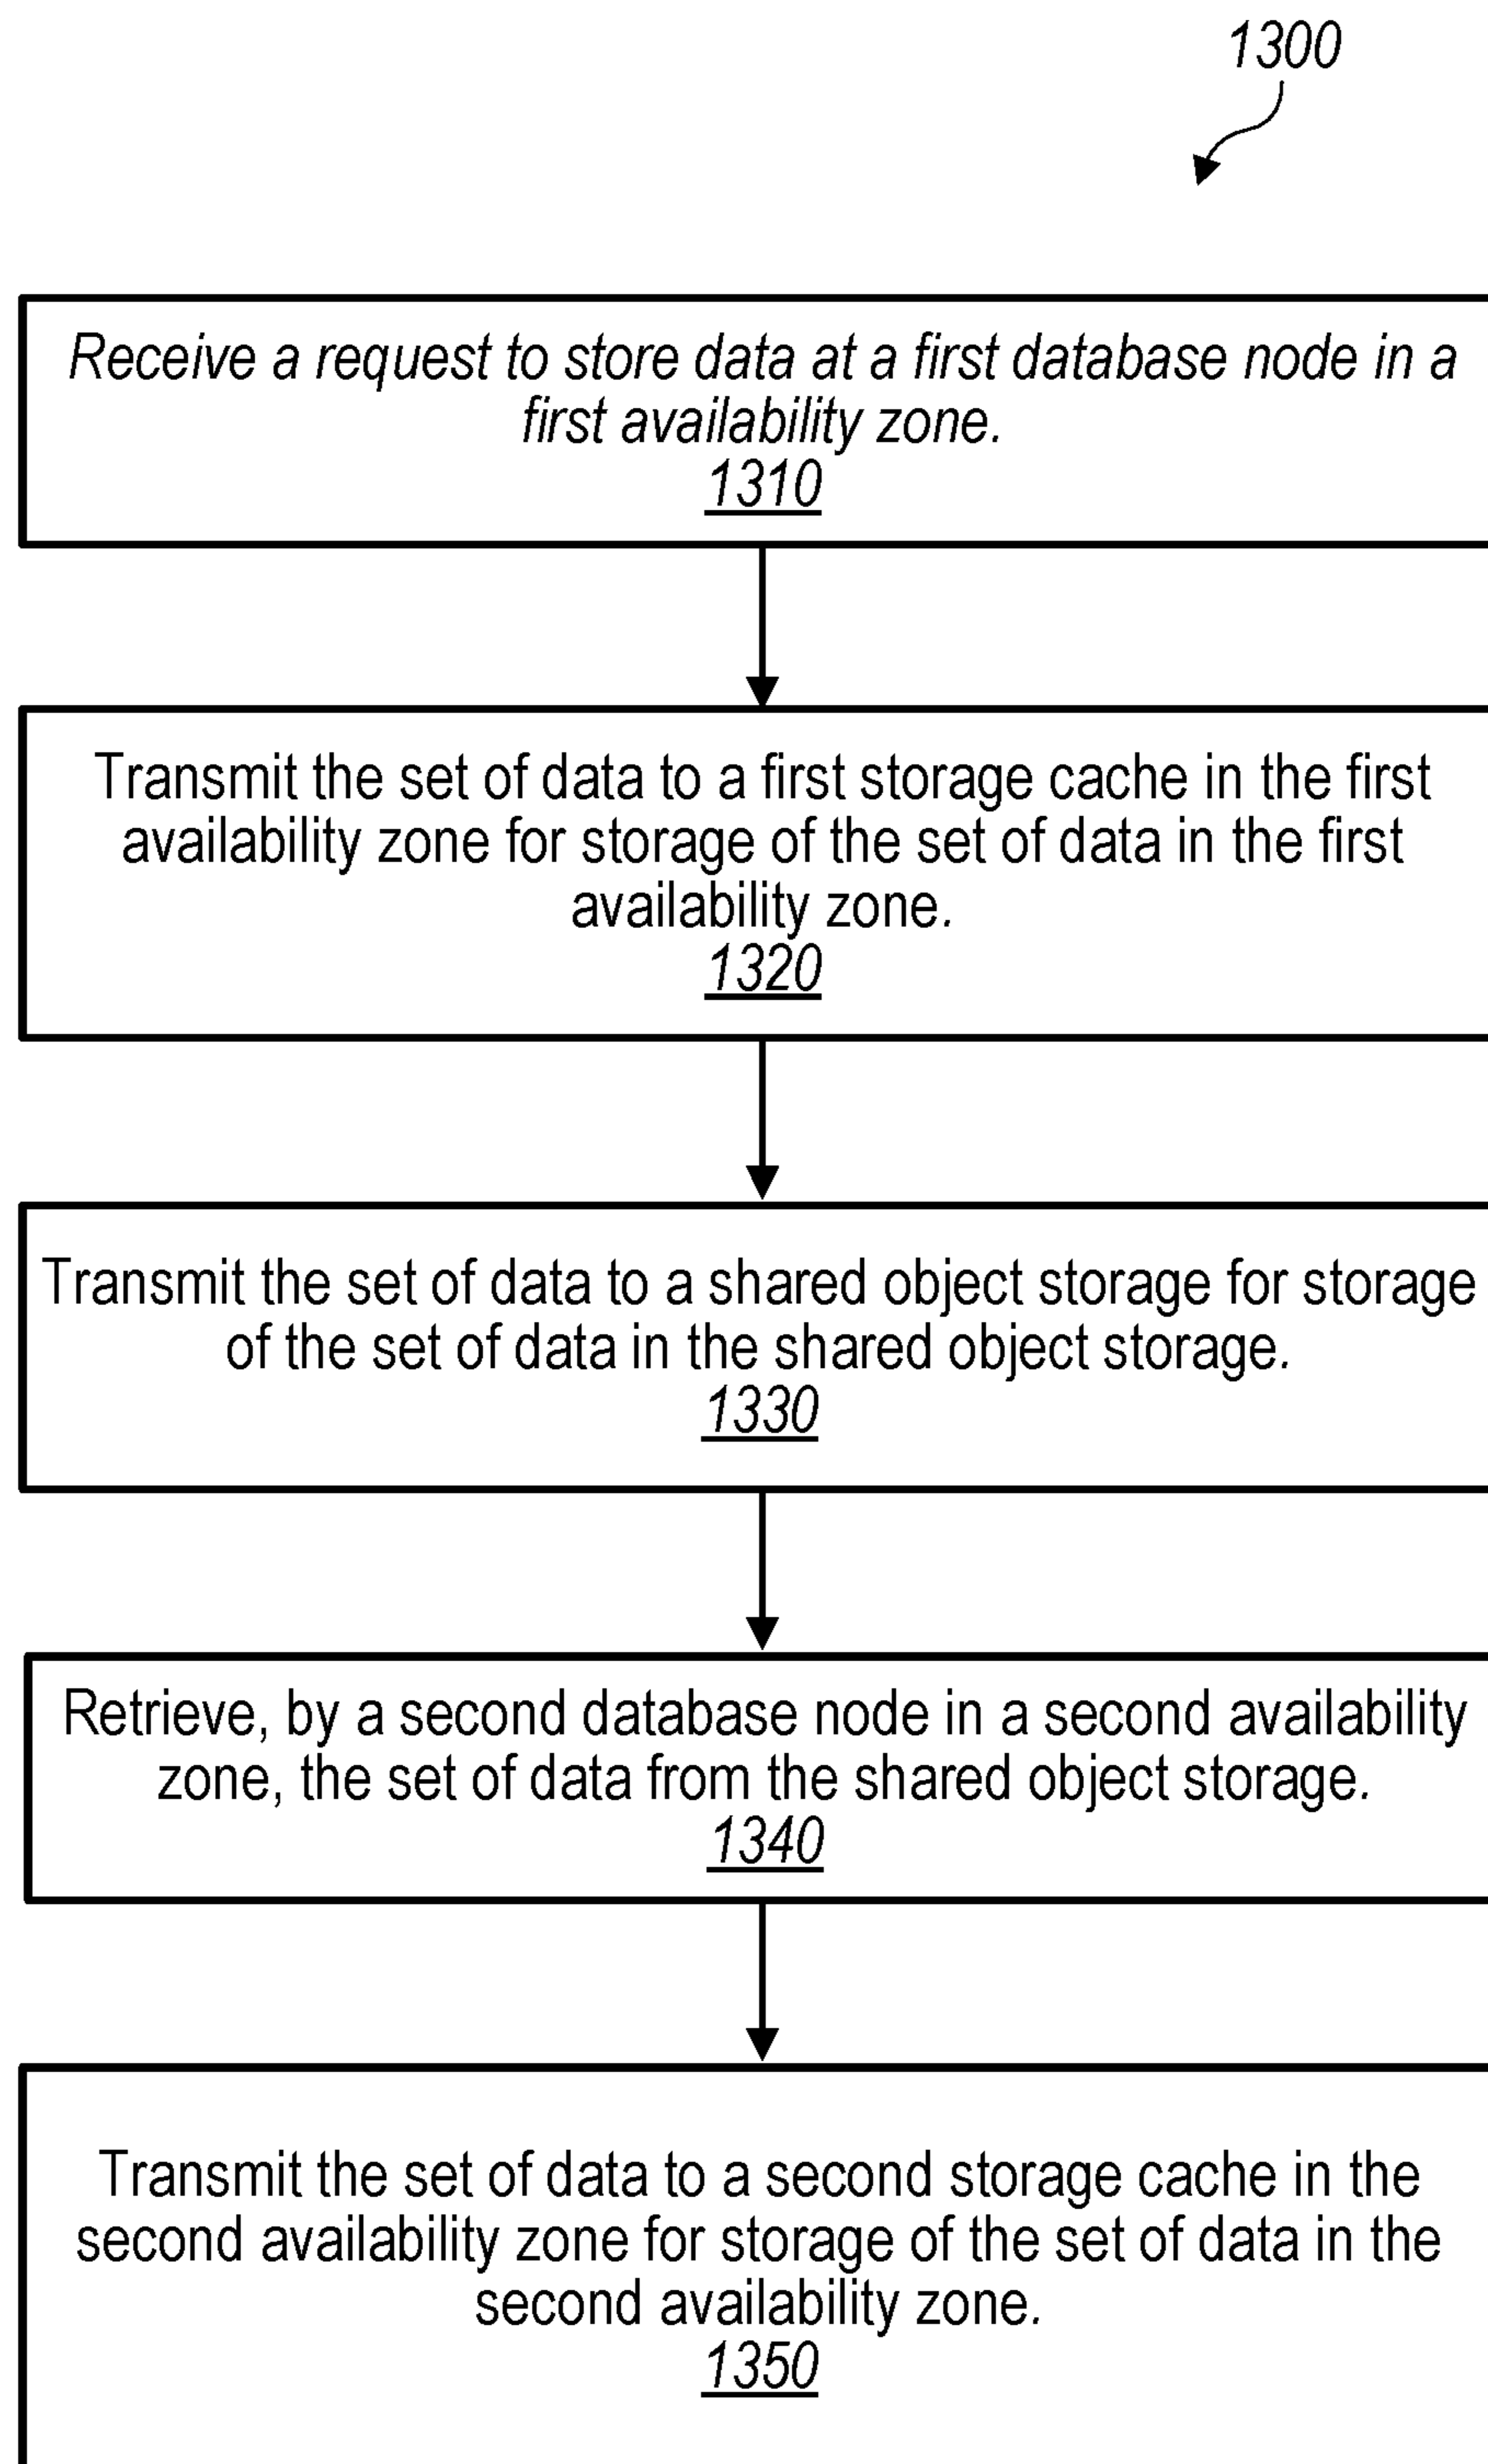 1300
Receive a request to store data at a first database node in a
first availability zone.
1310
Transmit the set of data to a first storage cache in the first
availability zone for storage of the set of data in the first
availability zone.
1320
Transmit the set of data to a shared object storage for storage
of the set of data in the shared object storage.
1330
Retrieve, by a second database node in a second availability
zone, the set of data from the shared object storage.
1340
Transmit the set of data to a second storage cache in the
second availability zone for storage of the set of data in the
second availability zone.
1350